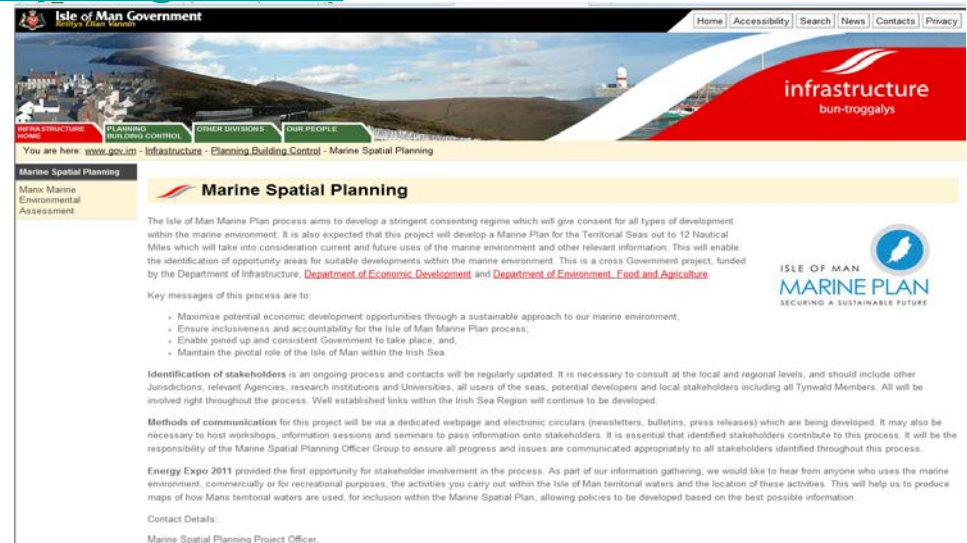 Isle of Man Government
Reiltys Ellan Vannin
Home Accessibility Search News Contacts Privacy
infrastructure
bun-troggalys
INFRASTRUCTURE HOME
PLANNING BUILDING CONTROL
OTHER DIVISIONS
OUR PEOPLE
You are here: www.gov.im - Infrastructure - Planning Building Control - Marine Spatial Planning
Marine Spatial Planning
Manx Marine
Environmental
Assessment
Marine Spatial Planning
The Isle of Man Marine Plan process aims to develop a stringent consenting regime which will give consent for all types of development
within the marine environment. It is also expected that this project will develop a Marine Plan for the Territorial Seas out to 12 Nautical
Miles which will take into consideration current and future uses of the marine environment and other relevant information. This will enable
the identification of opportunity areas for suitable developments within the marine environment. This is a cross Government project, funded
by the Department of Infrastructure, Department of Economic Development and Department of Environment, Food and Agriculture.
ISLE OF MAN
MARINE PLAN
SECURING A SUSTAINABLE FUTURE
Key messages of this process are to:
Maximise potential economic development opportunities through a sustainable approach to our marine environment;
Ensure inclusiveness and accountability for the Isle of Man Marine Plan process;
Enable joined up and consistent Government to take place; and,
Maintain the pivotal role of the Isle of Man within the Irish Sea.
Identification of stakeholders is an ongoing process and contacts will be regularly updated. It is necessary to consult at the local and regional levels, and should include other
Jurisdictions, relevant Agencies, research institutions and Universities, all users of the seas, potential developers and local stakeholders including all Tynwald Members. All will be
involved right throughout the process. Well established links within the Irish Sea Region will continue to be developed.
Methods of communication for this project will be via a dedicated webpage and electronic circulars (newsletters, bulletins, press releases) which are being developed. It may also be
necessary to host workshops, information sessions and seminars to pass information onto stakeholders. It is essential that identified stakeholders contribute to this process. It will be the
responsibility of the Marine Spatial Planning Officer Group to ensure all progress and issues are communicated appropriately to all stakeholders identified throughout this process.
Energy Expo 2011 provided the first opportunity for stakeholder involvement in the process. As part of our information gathering, we would like to hear from anyone who uses the marine
environment, commercially or for recreational purposes, the activities you carry out within the Isle of Man territorial waters and the location of these activities. This will help us to produce
maps of how Manx territorial waters are used, for inclusion within the Marine Spatial Plan, allowing policies to be developed based on the best possible information.
Contact Details:
Marine Spatial Planning Project Officer,